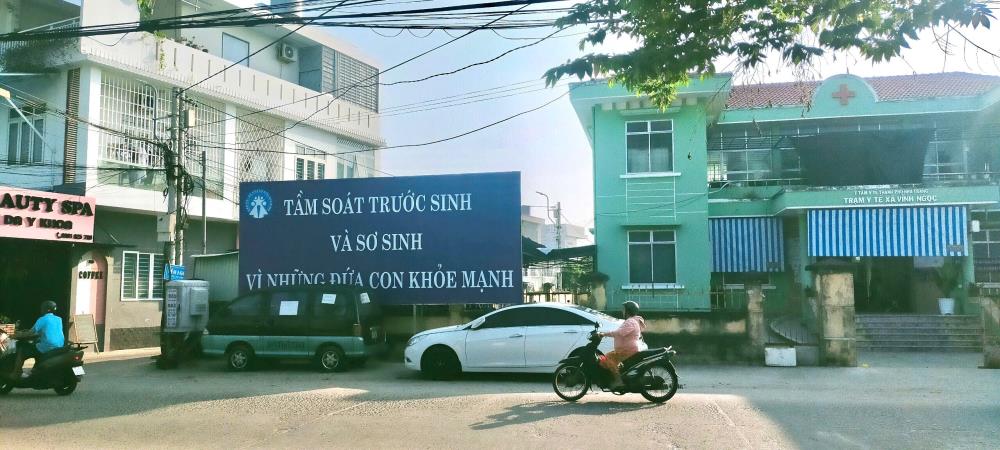 AUTY SPA
COFFEE
TẦM SOÁT TRƯỚC SINH
VÀ SƠ SINH
VÌ NHỮNG ĐỨA CON KHỎE MẠNH
TRẠM Y TẾ XÃ VĨNH NGỌC